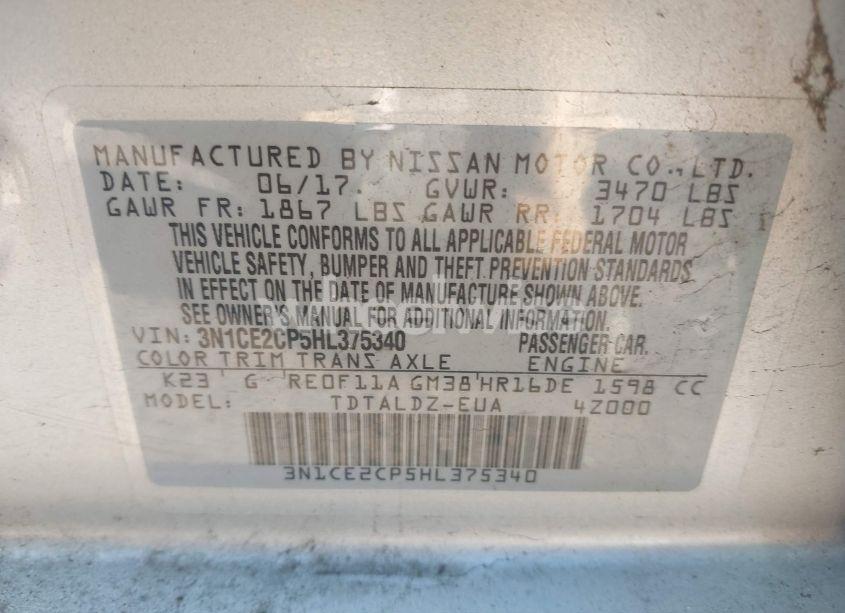 MANUFACTURED BY NISSAN MOTOR CO., LTD.
DATE: 06/17. GVWR: 3470 LBS
GAWR FR: 1867 LBS GAWR RR: 1704 LBS
THIS VEHICLE CONFORMS TO ALL APPLICABLE FEDERAL MOTOR
VEHICLE SAFETY, BUMPER AND THEFT PREVENTION STANDARDS
IN EFFECT ON THE DATE OF MANUFACTURE SHOWN ABOVE.
SEE OWNER'S MANUAL FOR ADDITIONAL INFORMATION.
VIN: 3N1CE2CP5HL375340 PASSENGER CAR.
COLOR TRIM TRANS AXLE ENGINE
K23 ' G ' RE0F11A GM38 ' HR16DE 1598 CC
MODEL: TDTALDZ-EUA 4Z000
3N1CE2CP5HL375340